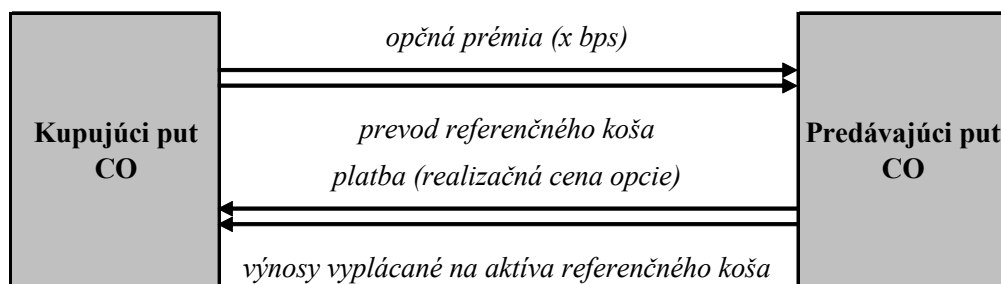 opčná prémia (x bps)
Kupujúci put
CO
prevod referenčného koša
platba (realizačná cena opcie)
Predávajúci put
CO
výnosy vyplácané na aktíva referenčného koša